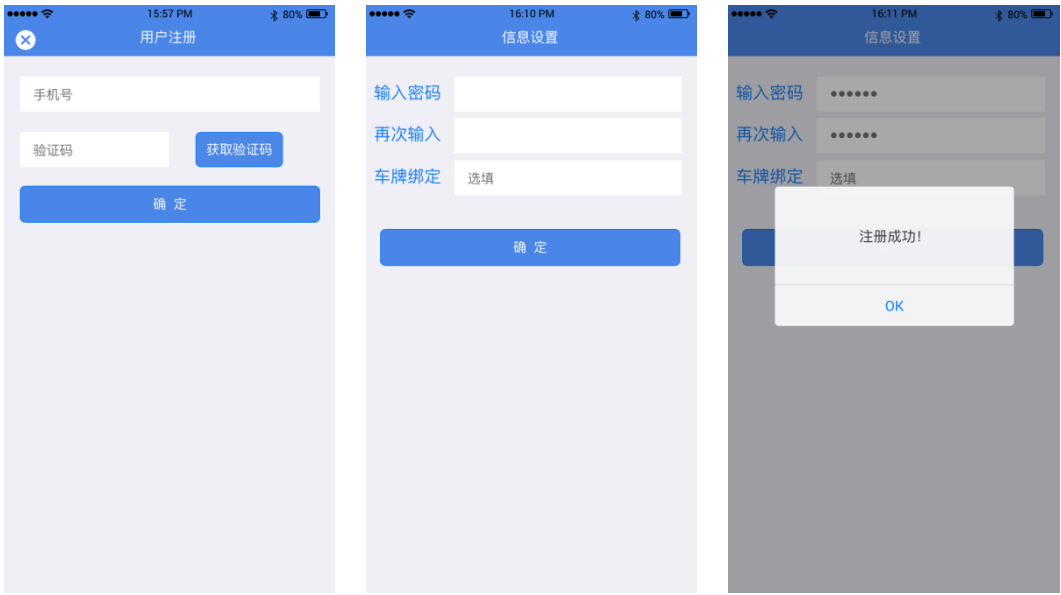 15:57 PM
80%
用户注册
手机号
验证码
获取验证码
确 定
16:10 PM
80%
信息设置
输入密码
再次输入
车牌绑定
选填
确 定
16:11 PM
80%
信息设置
输入密码
●●●●●●
再次输入
●●●●●●
车牌绑定
选填
注册成功!
OK